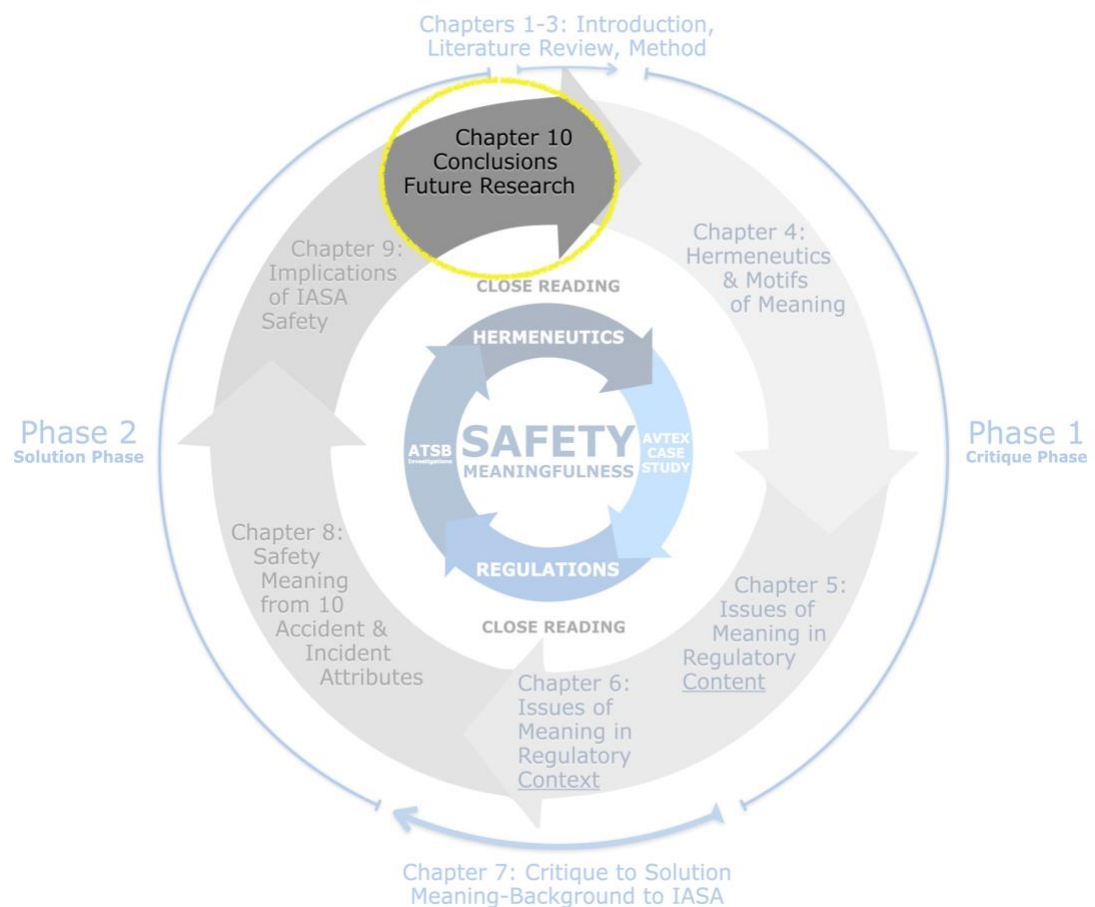 Chapters 1-3: Introduction,
Literature Review, Method
Chapter 10
Conclusions
Future Research
Chapter 9:
Implications
of IASA
Safety
Chapter 4:
Hermeneutics
& Motifs
of Meaning
CLOSE READING
HERMENEUTICS
Phase 2
Solution Phase
ATSB
Investigations
SAFETY
MEANINGFULNESS
AVTEX
CASE
STUDY
Phase 1
Critique Phase
REGULATIONS
CLOSE READING
Chapter 8:
Safety
Meaning
from 10
Accident &
Incident
Attributes
Chapter 5:
Issues of
Meaning in
Regulatory
Content
Chapter 6:
Issues of
Meaning in
Regulatory
Context
Chapter 7: Critique to Solution
Meaning-Background to IASA